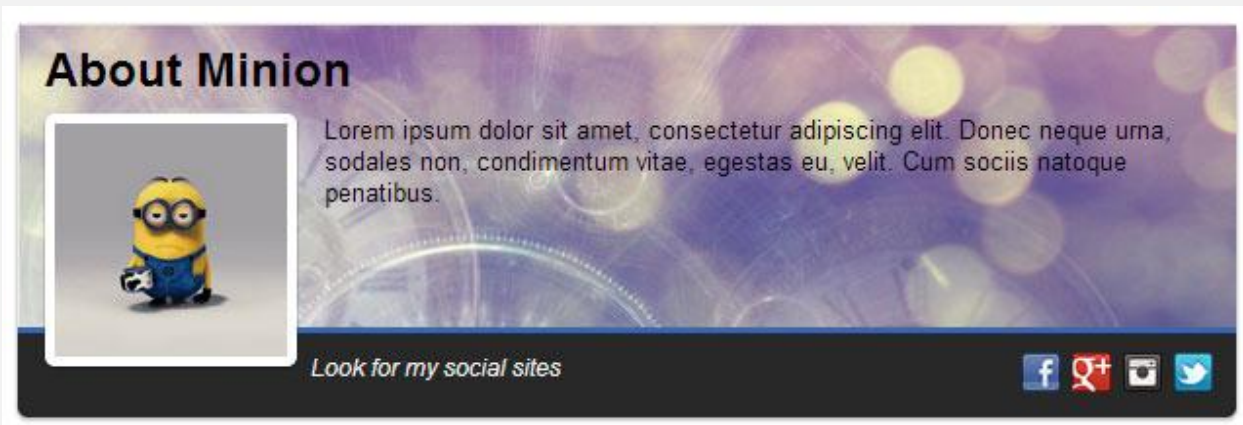 About Minion
Lorem ipsum dolor sit amet, consectetur adipiscing elit. Donec neque urna,
sodales non, condimentum vitae, egestas eu, velit. Cum sociis natoque
penatibus.
Look for my social sites
f g+